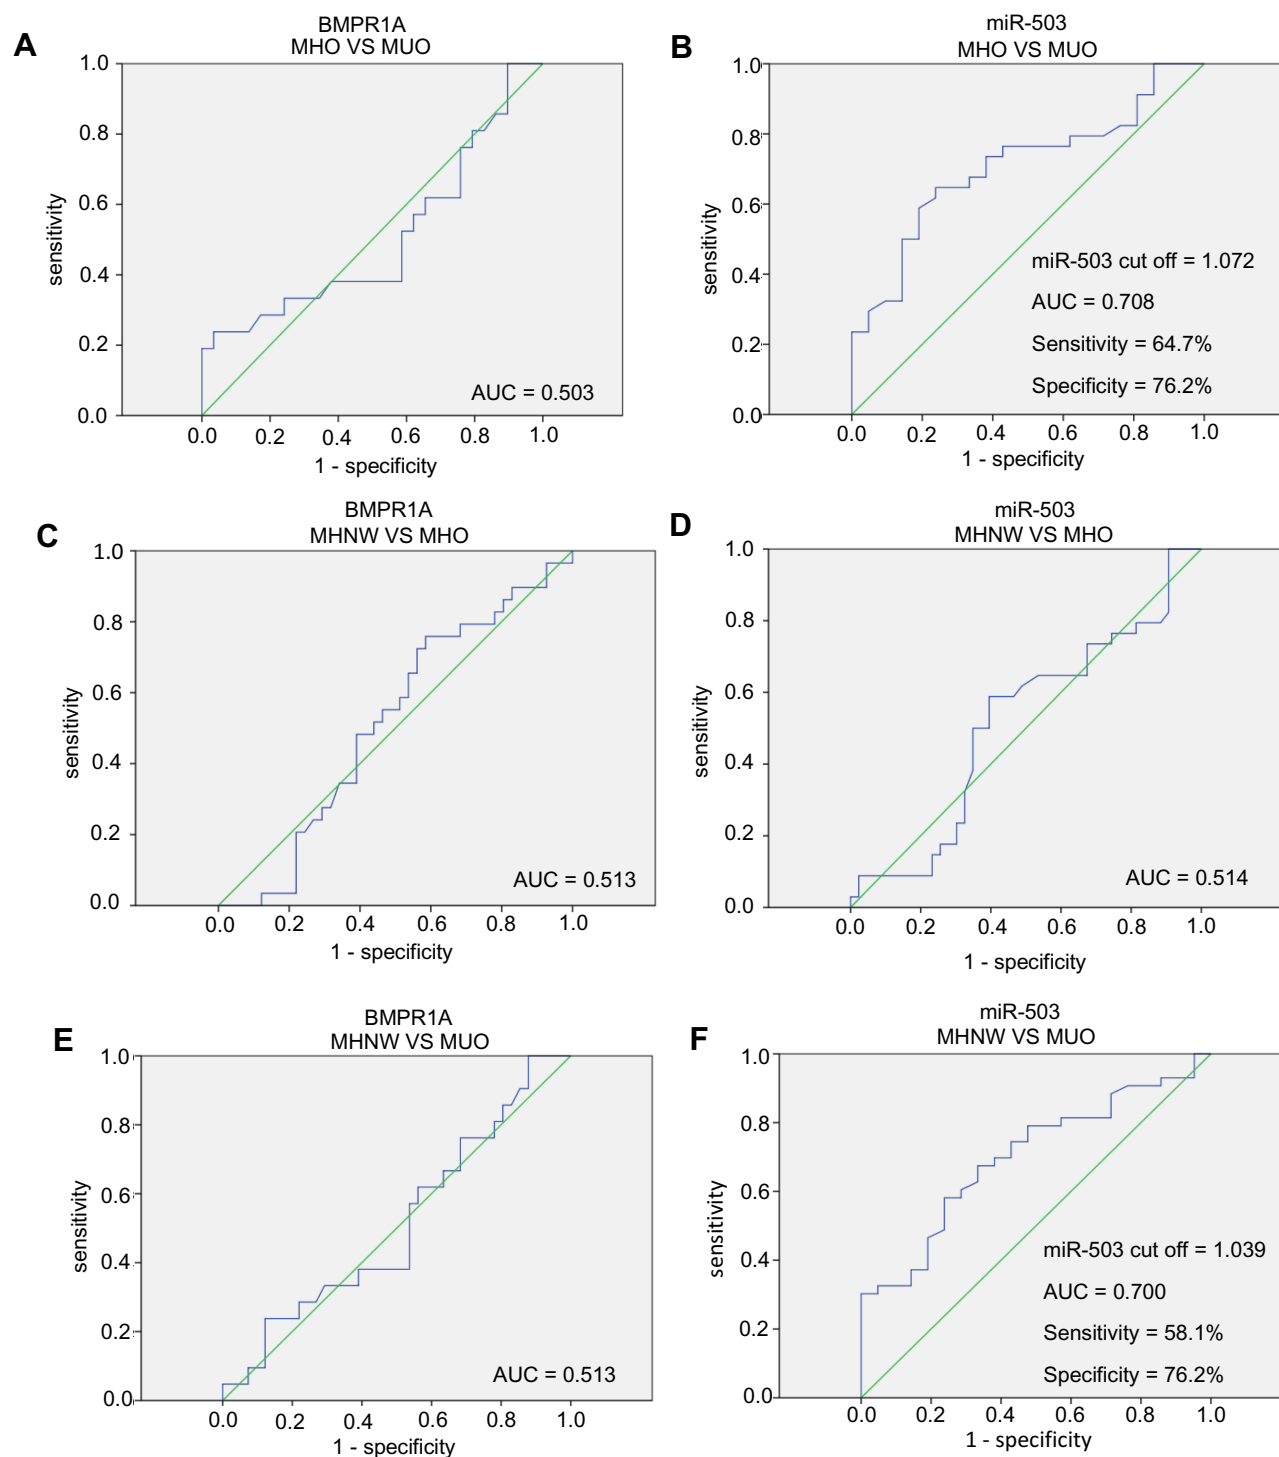 A
BMPR1A
MHO VS MUO
1.0
0.8
0.6
0.4
0.2
0.0
sensitivity
AUC = 0.503
0.0 0.2 0.4 0.6 0.8 1.0
1 - specificity
B
miR-503
MHO VS MUO
1.0
0.8
0.6
0.4
0.2
0.0
sensitivity
miR-503 cut off = 1.072
AUC = 0.708
Sensitivity = 64.7%
Specificity = 76.2%
0.0 0.2 0.4 0.6 0.8 1.0
1 - specificity
C
BMPR1A
MHNW VS MHO
1.0
0.8
0.6
0.4
0.2
0.0
sensitivity
AUC = 0.513
0.0 0.2 0.4 0.6 0.8 1.0
1 - specificity
D
miR-503
MHNW VS MHO
1.0
0.8
0.6
0.4
0.2
0.0
sensitivity
AUC = 0.514
0.0 0.2 0.4 0.6 0.8 1.0
1 - specificity
E
BMPR1A
MHNW VS MUO
1.0
0.8
0.6
0.4
0.2
0.0
sensitivity
AUC = 0.513
0.0 0.2 0.4 0.6 0.8 1.0
1 - specificity
F
miR-503
MHNW VS MUO
1.0
0.8
0.6
0.4
0.2
0.0
sensitivity
miR-503 cut off = 1.039
AUC = 0.700
Sensitivity = 58.1%
Specificity = 76.2%
0.0 0.2 0.4 0.6 0.8 1.0
1 - specificity